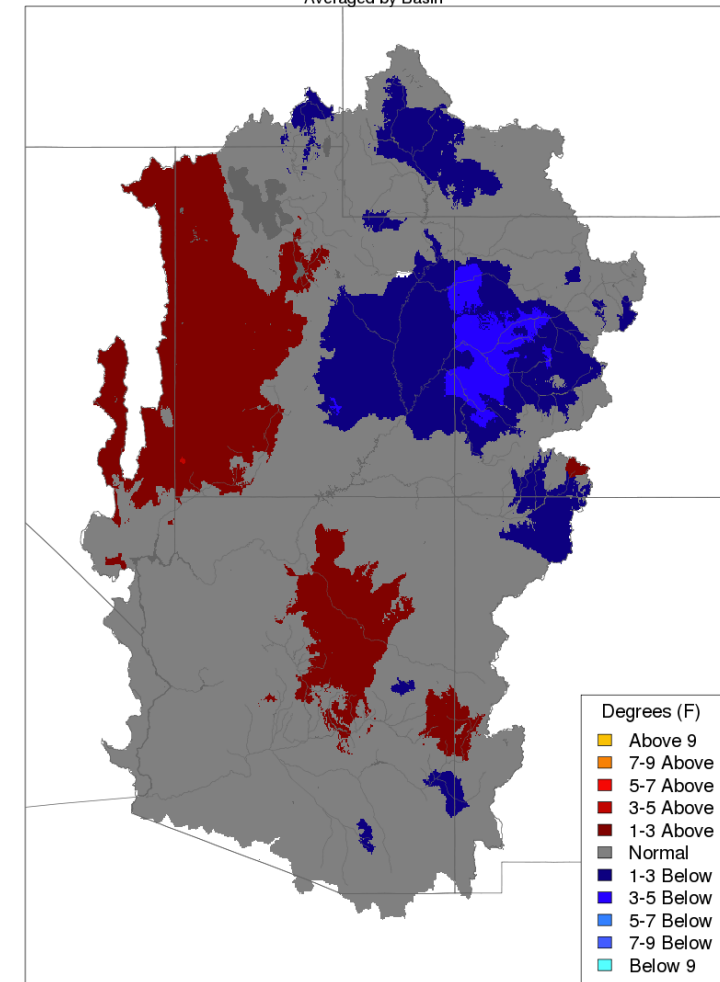 Averaged by Basin
Degrees (F)
Above 9
7-9 Above
5-7 Above
3-5 Above
1-3 Above
Normal
1-3 Below
3-5 Below
5-7 Below
7-9 Below
Below 9